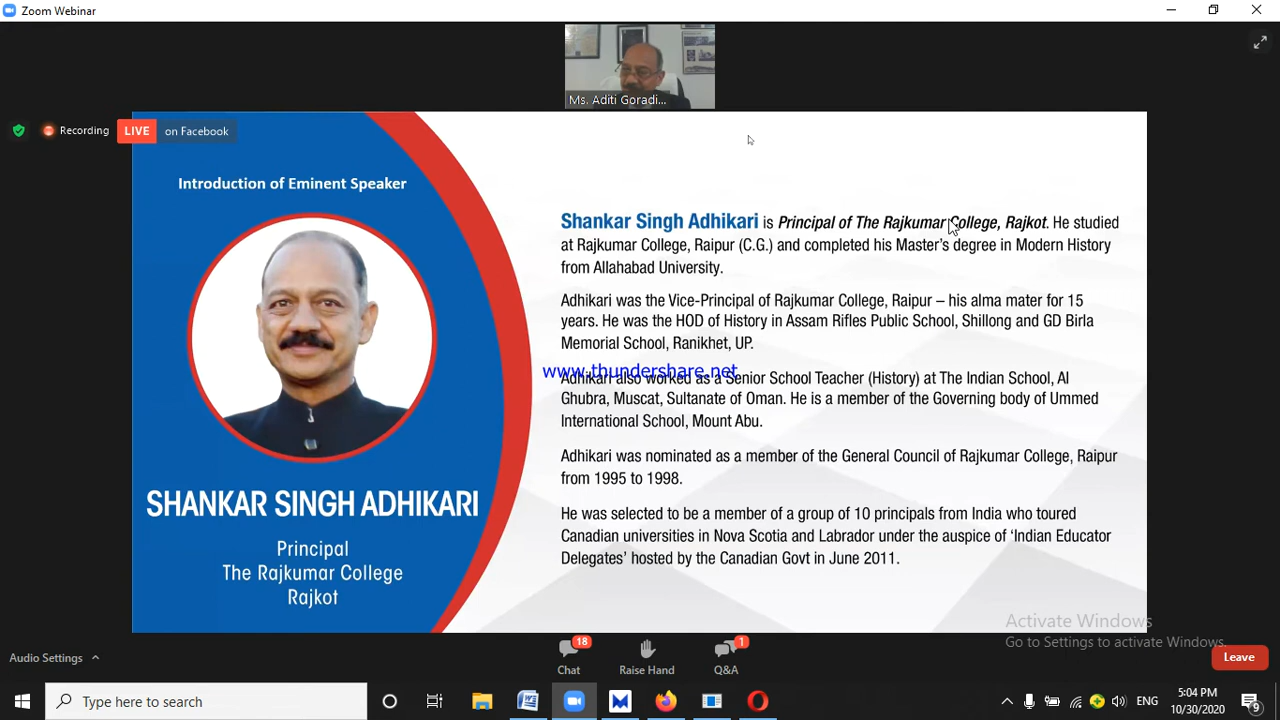 Zoom Webinar
Ms. Aditi Goradi...
Recording
LIVE on Facebook
Introduction of Eminent Speaker
SHANKAR SINGH ADHIKARI
Principal
The Rajkumar College
Rajkot
Shankar Singh Adhikari is Principal of The Rajkumar College, Rajkot. He studied
at Rajkumar College, Raipur (C.G.) and completed his Master's degree in Modern History
from Allahabad University.
Adhikari was the Vice-Principal of Rajkumar College, Raipur – his alma mater for 15
years. He was the HOD of History in Assam Rifles Public School, Shillong and GD Birla
Memorial School, Ranikhet, UP.
www.thundershare.net
Adhikari also worked as a Senior School Teacher (History) at The Indian School, Al
Ghubra, Muscat, Sultanate of Oman. He is a member of the Governing body of Ummed
International School, Mount Abu.
Adhikari was nominated as a member of the General Council of Rajkumar College, Raipur
from 1995 to 1998.
He was selected to be a member of a group of 10 principals from India who toured
Canadian universities in Nova Scotia and Labrador under the auspice of 'Indian Educator
Delegates' hosted by the Canadian Govt in June 2011.
Activate Windows
Go to Settings to activate Windows.
Audio Settings
18
Chat
Raise Hand
1
Q&A
Leave
Type here to search
ENG
5:04 PM
10/30/2020
9